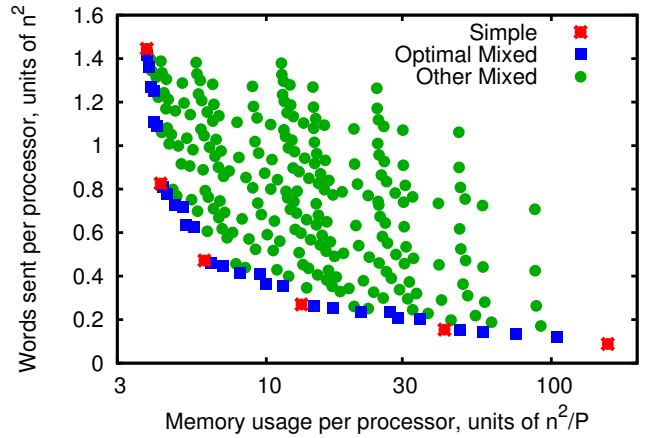 Words sent per processor, units of n²
1.6
1.4
1.2
1
0.8
0.6
0.4
0.2
0
Simple
Optimal Mixed
Other Mixed
3 10 30 100
Memory usage per processor, units of n²/P